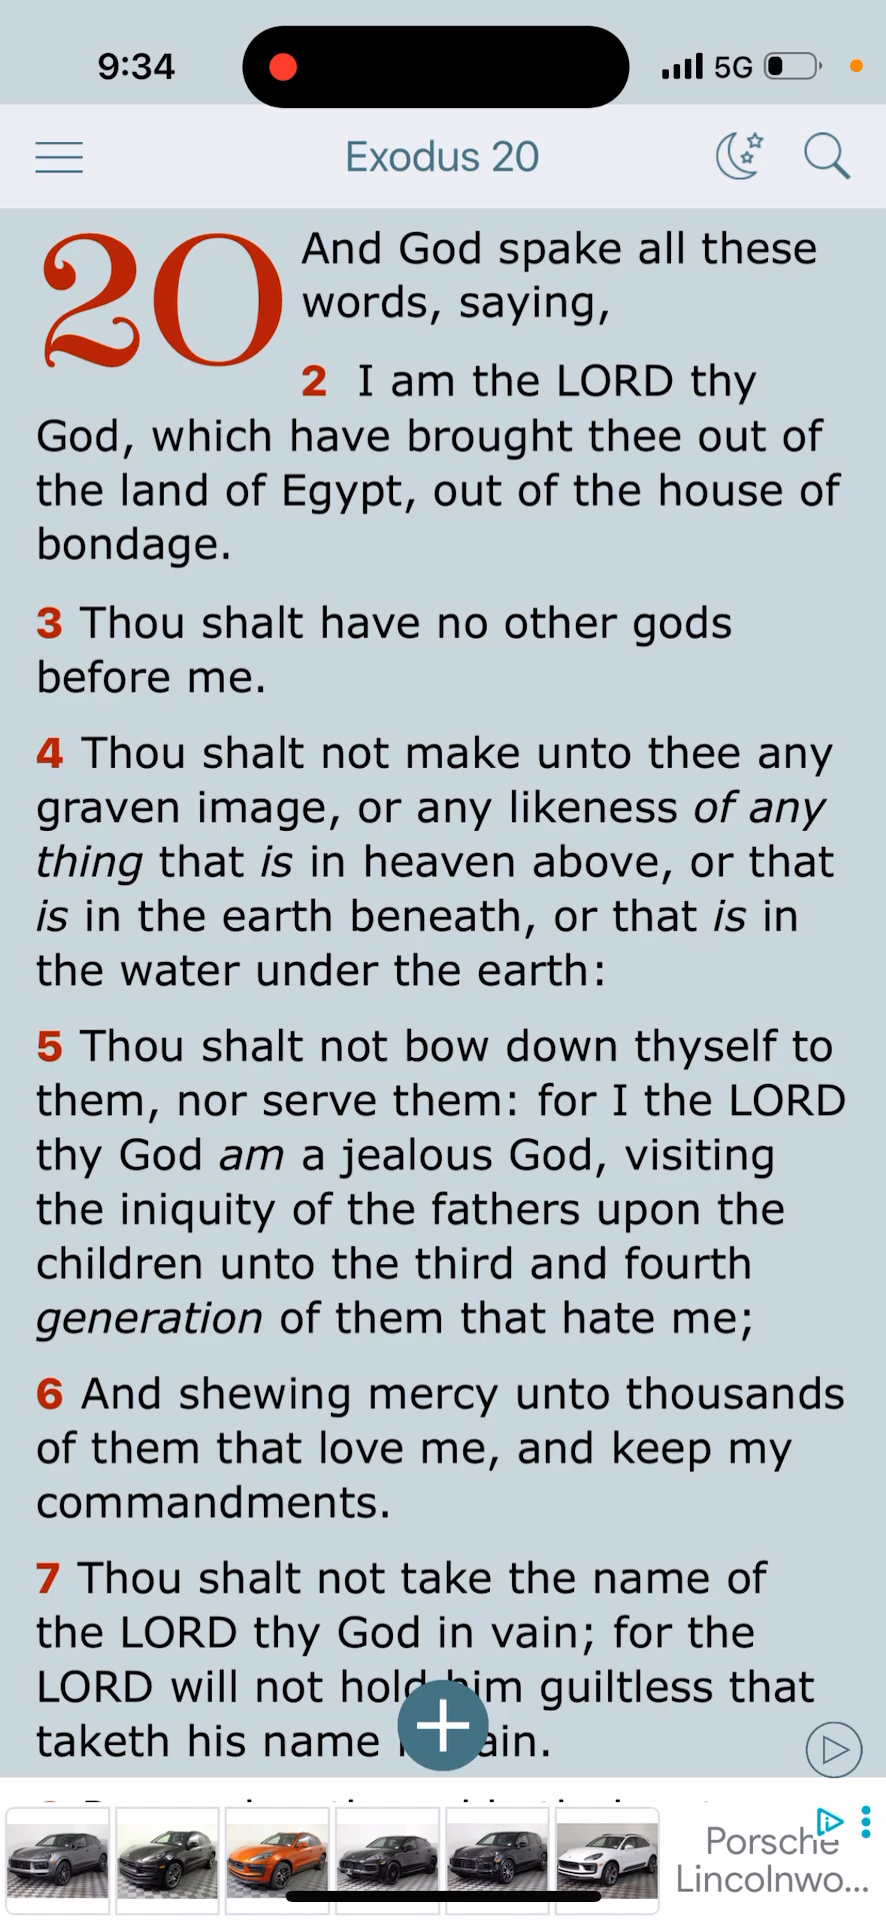 9:34
5G
Exodus 20
20 And God spake all these
words, saying,
2 I am the LORD thy
God, which have brought thee out of
the land of Egypt, out of the house of
bondage.
3 Thou shalt have no other gods
before me.
4 Thou shalt not make unto thee any
graven image, or any likeness of any
thing that is in heaven above, or that
is in the earth beneath, or that is in
the water under the earth:
5 Thou shalt not bow down thyself to
them, nor serve them: for I the LORD
thy God am a jealous God, visiting
the iniquity of the fathers upon the
children unto the third and fourth
generation of them that hate me;
6 And shewing mercy unto thousands
of them that love me, and keep my
commandments.
7 Thou shalt not take the name of
the LORD thy God in vain; for the
LORD will not hold him guiltless that
taketh his name
Porsche
Lincolnwo...